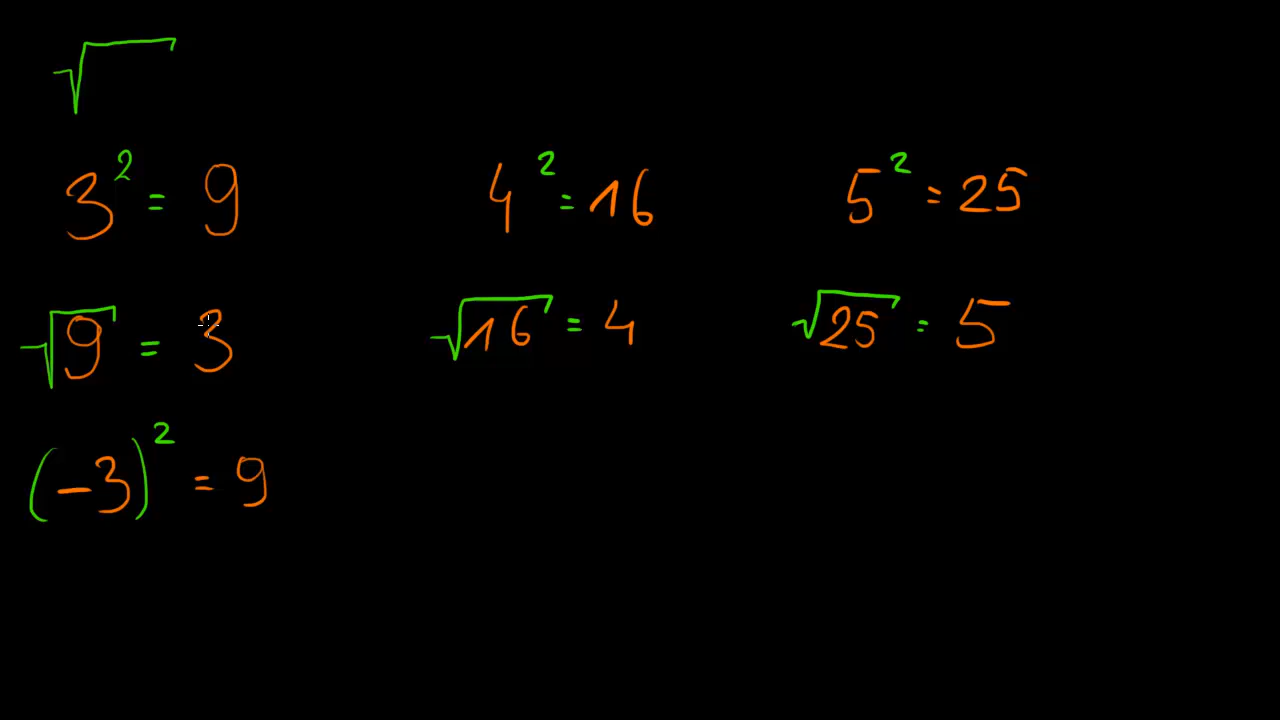 √
3² = 9 4² = 16 5² = 25
√9 = 3 √16 = 4 √25 = 5
(-3)² = 9